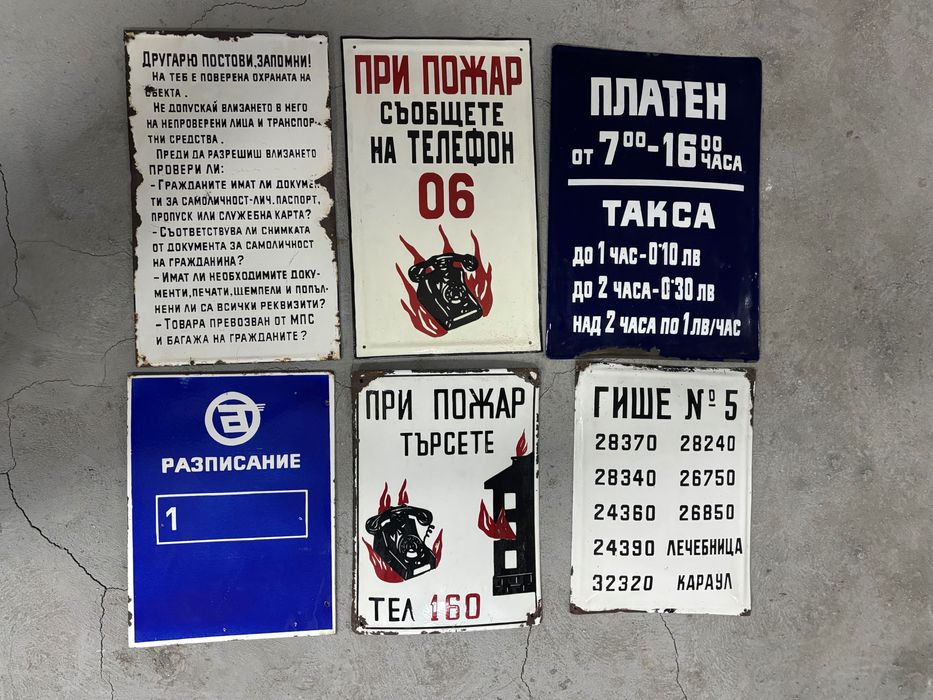 ДРУГАРЮ ПОСТОВИ, ЗАПОМНИ!
НА ТЕБ Е ПОВЕРЕНА ОХРАНАТА НА
ОБЕКТА.
НЕ ДОПУСКАЙ ВЛИЗАНЕТО В НЕГО
НА НЕПРОВЕРЕНИ ЛИЦА И ТРАНСПОР-
ТНИ СРЕДСТВА.
ПРЕДИ ДА РАЗРЕШИШ ВЛИЗАНЕТО
ПРОВЕРИ ЛИ:
- ГРАЖДАНИТЕ ИМАТ ЛИ ДОКУМЕН-
ТИ ЗА САМОЛИЧНОСТ-ЛИЧ. ПАСПОРТ,
ПРОПУСК ИЛИ СЛУЖЕБНА КАРТА?
- СЪОТВЕТСТВУВА ЛИ СНИМКАТА
ОТ ДОКУМЕНТА ЗА САМОЛИЧНОСТ
НА ГРАЖДАНИНА?
- ИМАТ ЛИ НЕОБХОДИМИТЕ ДОКУ-
МЕНТИ, ПЕЧАТИ, ЩЕМПЕЛИ И ПОПЪЛ-
НЕНИ ЛИ СА ВСИЧКИ РЕКВИЗИТИ?
- ТОВАРА ПРЕВОЗВАН ОТ МПС
И БАГАЖА НА ГРАЖДАНИТЕ?
ПРИ ПОЖАР
СЪОБЩЕТЕ
НА ТЕЛЕФОН
06
ПЛАТЕН
ОТ 7⁰⁰-16⁰⁰ ЧАСА
ТАКСА
ДО 1 ЧАС-0·10 ЛВ
ДО 2 ЧАСА-0·30 ЛВ
НАД 2 ЧАСА ПО 1 ЛВ/ЧАС
РАЗПИСАНИЕ
1
ПРИ ПОЖАР
ТЪРСЕТЕ
ТЕЛ 160
ГИШЕ № 5
28370 28240
28340 26750
24360 26850
24390 ЛЕЧЕБНИЦА
32320 КАРАУЛ